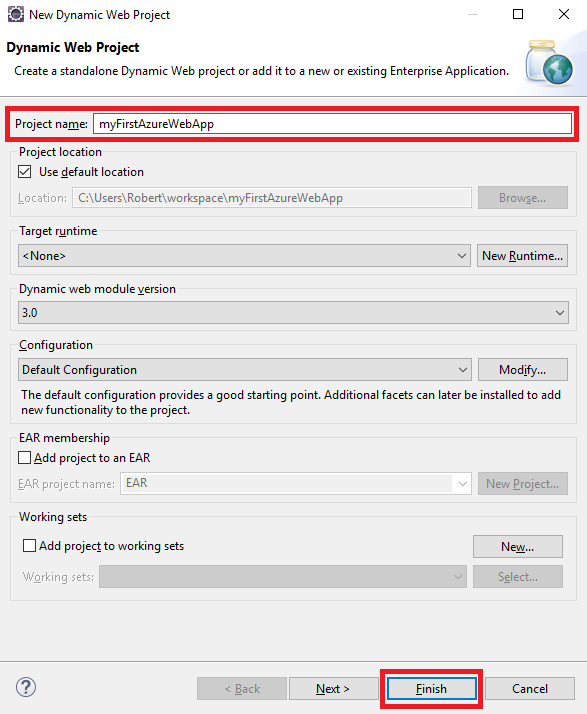 New Dynamic Web Project
Dynamic Web Project
Create a standalone Dynamic Web project or add it to a new or existing Enterprise Application.
Project name: myFirstAzureWebApp
Project location
Use default location
Location: C:\Users\Robert\workspace\myFirstAzureWebApp Browse...
Target runtime
<None> New Runtime...
Dynamic web module version
3.0
Configuration
Default Configuration Modify...
The default configuration provides a good starting point. Additional facets can later be installed to add
new functionality to the project.
EAR membership
Add project to an EAR
EAR project name: EAR New Project...
Working sets
Add project to working sets New...
Working sets: Select...
? < Back Next > Finish Cancel